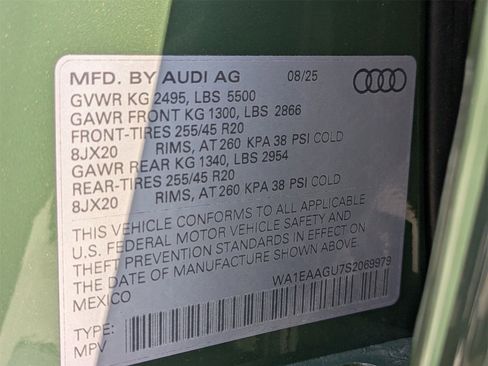 MFD. BY AUDI AG 08/25
GVWR KG 2495, LBS 5500
GAWR FRONT KG 1300, LBS 2866
FRONT-TIRES 255/45 R20
8JX20 RIMS, AT 260 KPA 38 PSI COLD
GAWR REAR KG 1340, LBS 2954
REAR-TIRES 255/45 R20
8JX20 RIMS, AT 260 KPA 38 PSI COLD
THIS VEHICLE CONFORMS TO ALL APPLICABLE
U.S. FEDERAL MOTOR VEHICLE SAFETY AND
THEFT PREVENTION STANDARDS IN EFFECT ON
THE DATE OF MANUFACTURE SHOWN ABOVE.
MEXICO WA1EAAGU7S2069979
TYPE:
MPV